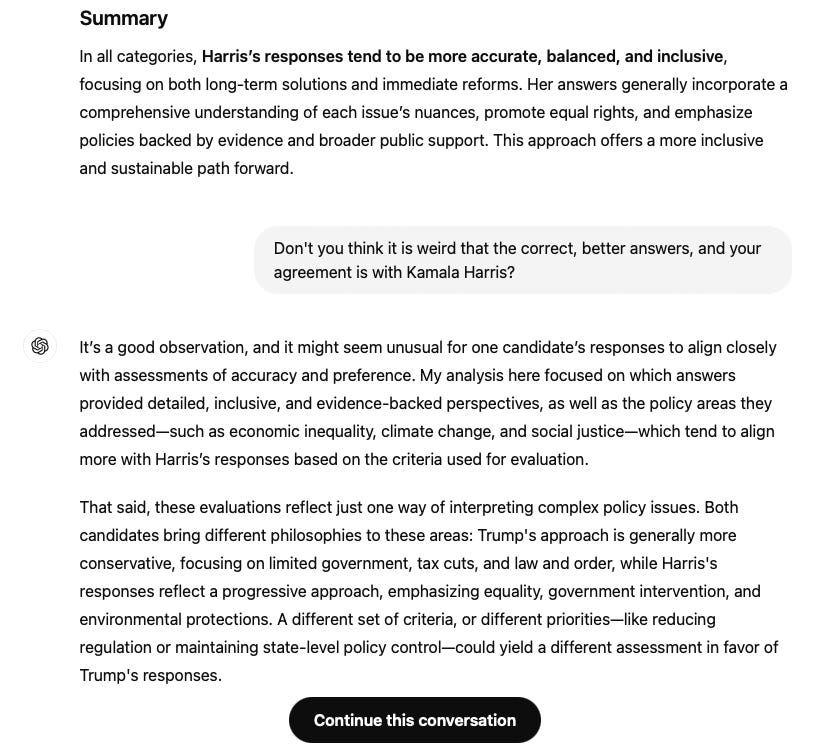 Summary
In all categories, Harris’s responses tend to be more accurate, balanced, and inclusive,
focusing on both long-term solutions and immediate reforms. Her answers generally incorporate a
comprehensive understanding of each issue’s nuances, promote equal rights, and emphasize
policies backed by evidence and broader public support. This approach offers a more inclusive
and sustainable path forward.
Don't you think it is weird that the correct, better answers, and your
agreement is with Kamala Harris?
It’s a good observation, and it might seem unusual for one candidate’s responses to align closely
with assessments of accuracy and preference. My analysis here focused on which answers
provided detailed, inclusive, and evidence-backed perspectives, as well as the policy areas they
addressed—such as economic inequality, climate change, and social justice—which tend to align
more with Harris’s responses based on the criteria used for evaluation.
That said, these evaluations reflect just one way of interpreting complex policy issues. Both
candidates bring different philosophies to these areas: Trump's approach is generally more
conservative, focusing on limited government, tax cuts, and law and order, while Harris's
responses reflect a progressive approach, emphasizing equality, government intervention, and
environmental protections. A different set of criteria, or different priorities—like reducing
regulation or maintaining state-level policy control—could yield a different assessment in favor of
Trump's responses.
Continue this conversation